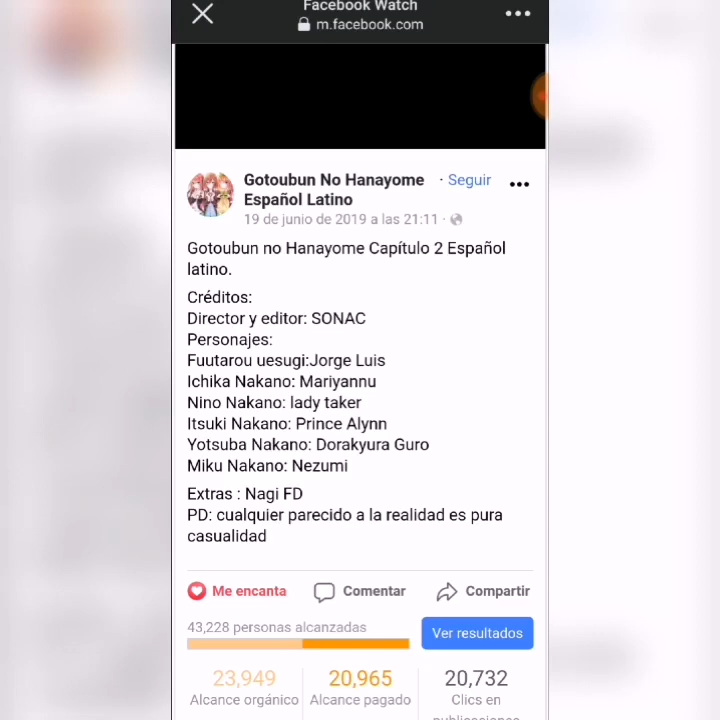 Facebook Watch
m.facebook.com
Gotoubun No Hanayome · Seguir
Español Latino
19 de junio de 2019 a las 21:11 ·
Gotoubun no Hanayome Capítulo 2 Español
latino.
Créditos:
Director y editor: SONAC
Personajes:
Fuutarou uesugi:Jorge Luis
Ichika Nakano: Mariyannu
Nino Nakano: lady taker
Itsuki Nakano: Prince Alynn
Yotsuba Nakano: Dorakyura Guro
Miku Nakano: Nezumi
Extras : Nagi FD
PD: cualquier parecido a la realidad es pura
casualidad
Me encanta Comentar Compartir
43,228 personas alcanzadas
Ver resultados
23,949 20,965 20,732
Alcance orgánico Alcance pagado Clics en
publicaciones